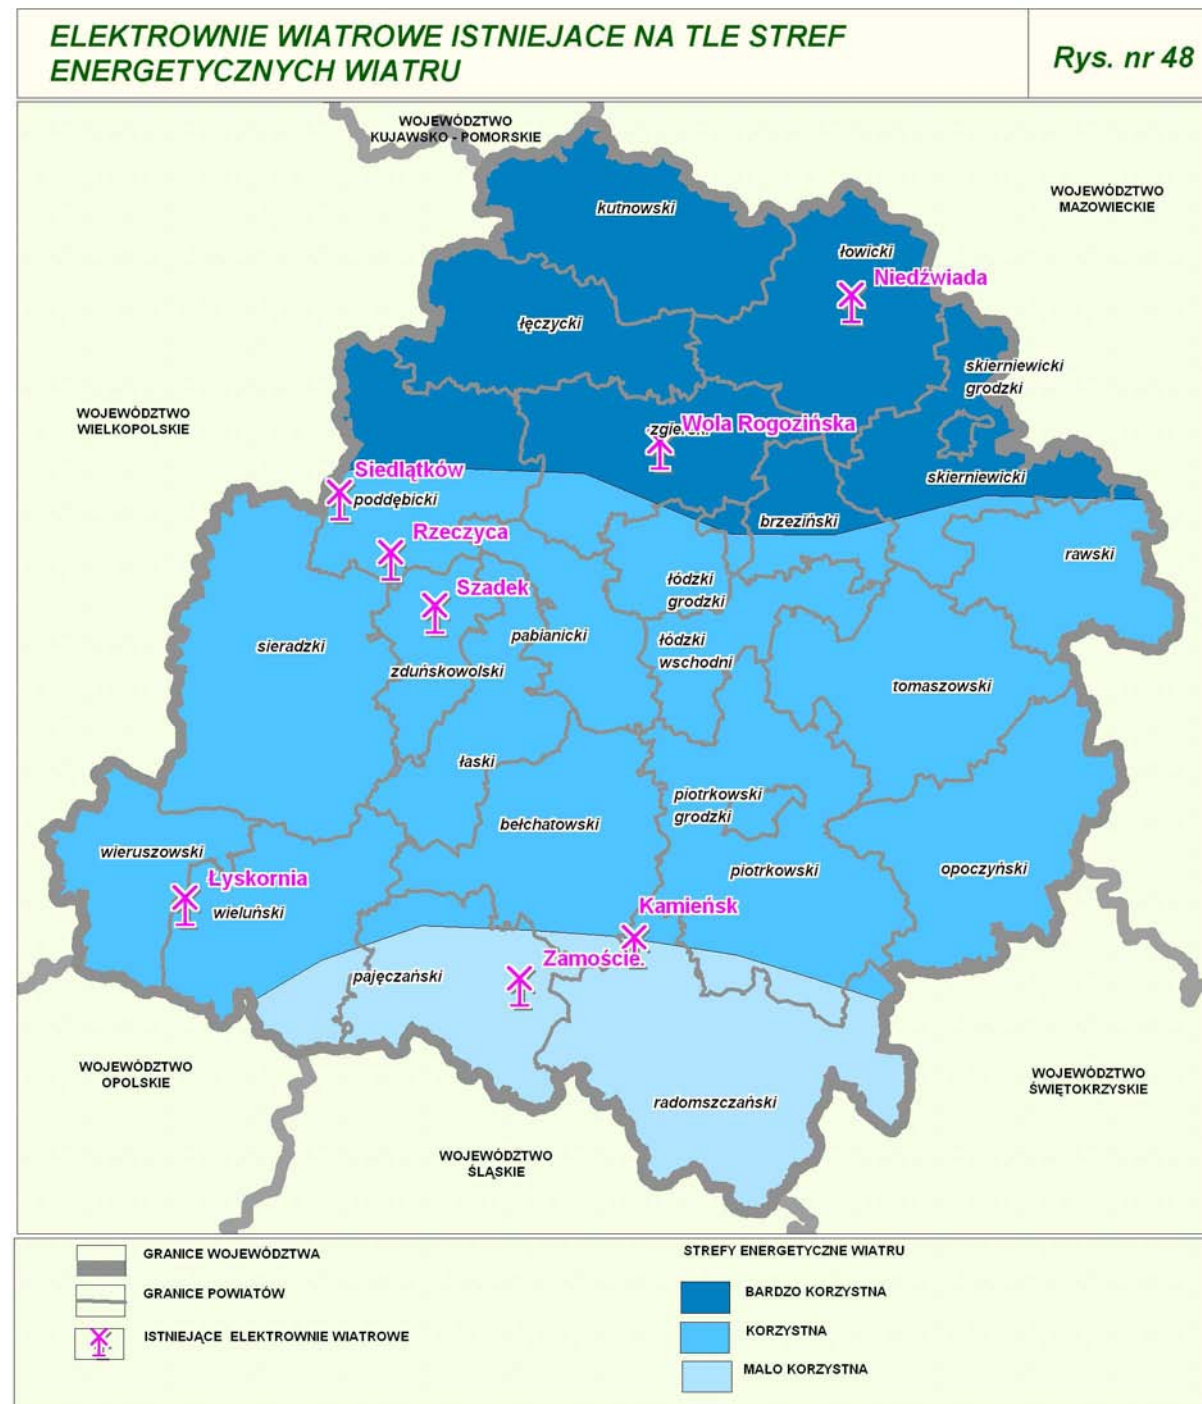 ELEKTROWNIE WIATROWE ISTNIEJACE NA TLE STREF
ENERGETYCZNYCH WIATRU
Rys. nr 48
WOJEWÓDZTWO
KUJAWSKO - POMORSKIE
WOJEWÓDZTWO
MAZOWIECKIE
kutnowski
łowicki
Niedźwiada
łęczycki
skierniewicki
grodzki
WOJEWÓDZTWO
WIELKOPOLSKIE
Wola Rogozińska
Siedlątków
poddębicki
skierniewicki
brzeziński
Rzeczyca
rawski
Szadek
łódzki
grodzki
sieradzki
pabianicki
łódzki
wschodni
zduńskowolski
tomaszowski
łaski
piotrkowski
grodzki
bełchatowski
wieruszowski
piotrkowski
opoczyński
Łyskornia
wieluński
Kamieńsk
Zamoście.
pajęczański
WOJEWÓDZTWO
OPOLSKIE
WOJEWÓDZTWO
ŚWIĘTOKRZYSKIE
radomszczański
WOJEWÓDZTWO
ŚLĄSKIE
GRANICE WOJEWÓDZTWA
GRANICE POWIATÓW
ISTNIEJĄCE ELEKTROWNIE WIATROWE
STREFY ENERGETYCZNE WIATRU
BARDZO KORZYSTNA
KORZYSTNA
MALO KORZYSTNA